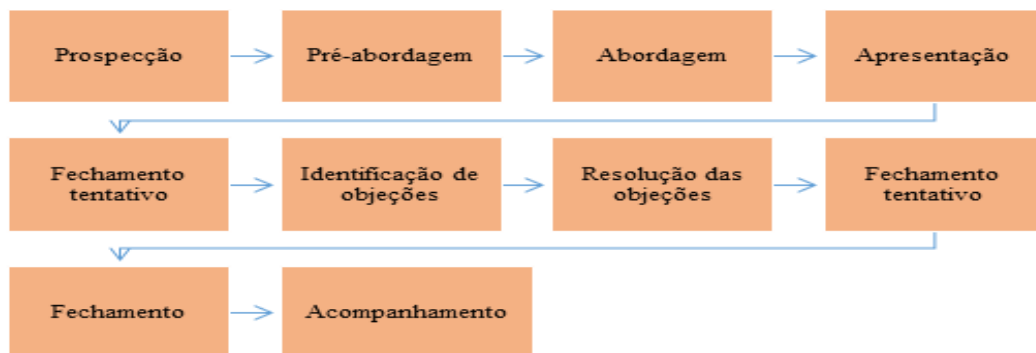 Prospecção
Pré-abordagem
Abordagem
Apresentação
Fechamento
tentativo
Identificação de
objeções
Resolução das
objeções
Fechamento
tentativo
Fechamento
Acompanhamento